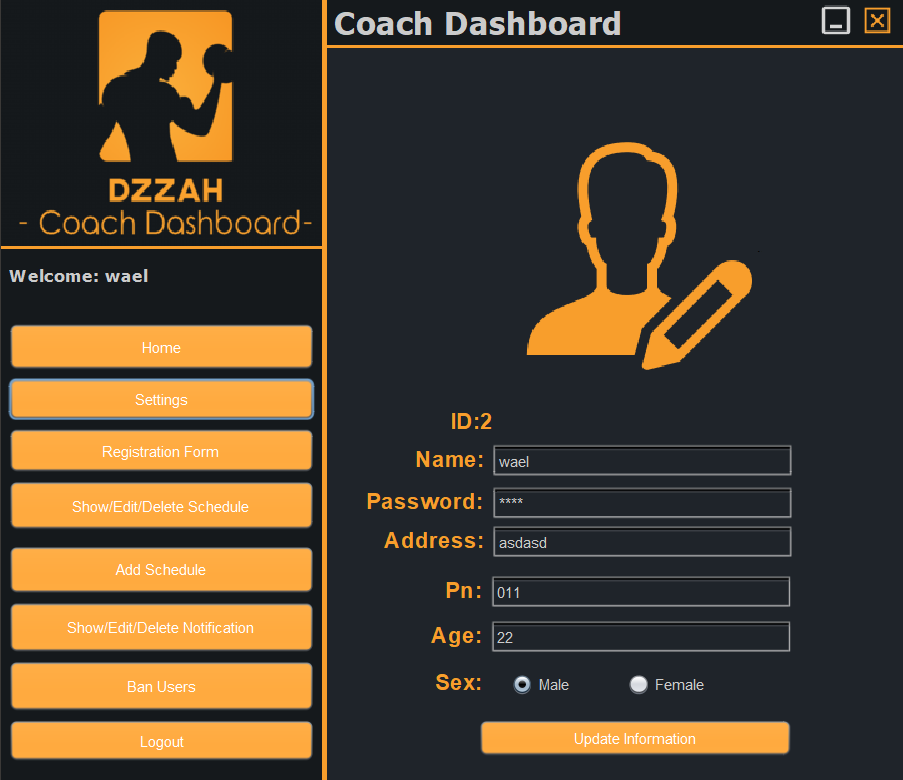 DZZAH
- Coach Dashboard-
Welcome: wael
Home
Settings
Registration Form
Show/Edit/Delete Schedule
Add Schedule
Show/Edit/Delete Notification
Ban Users
Logout
Coach Dashboard
ID:2
Name: wael
Password: ****
Address: asdasd
Pn: 011
Age: 22
Sex: Male Female
Update Information